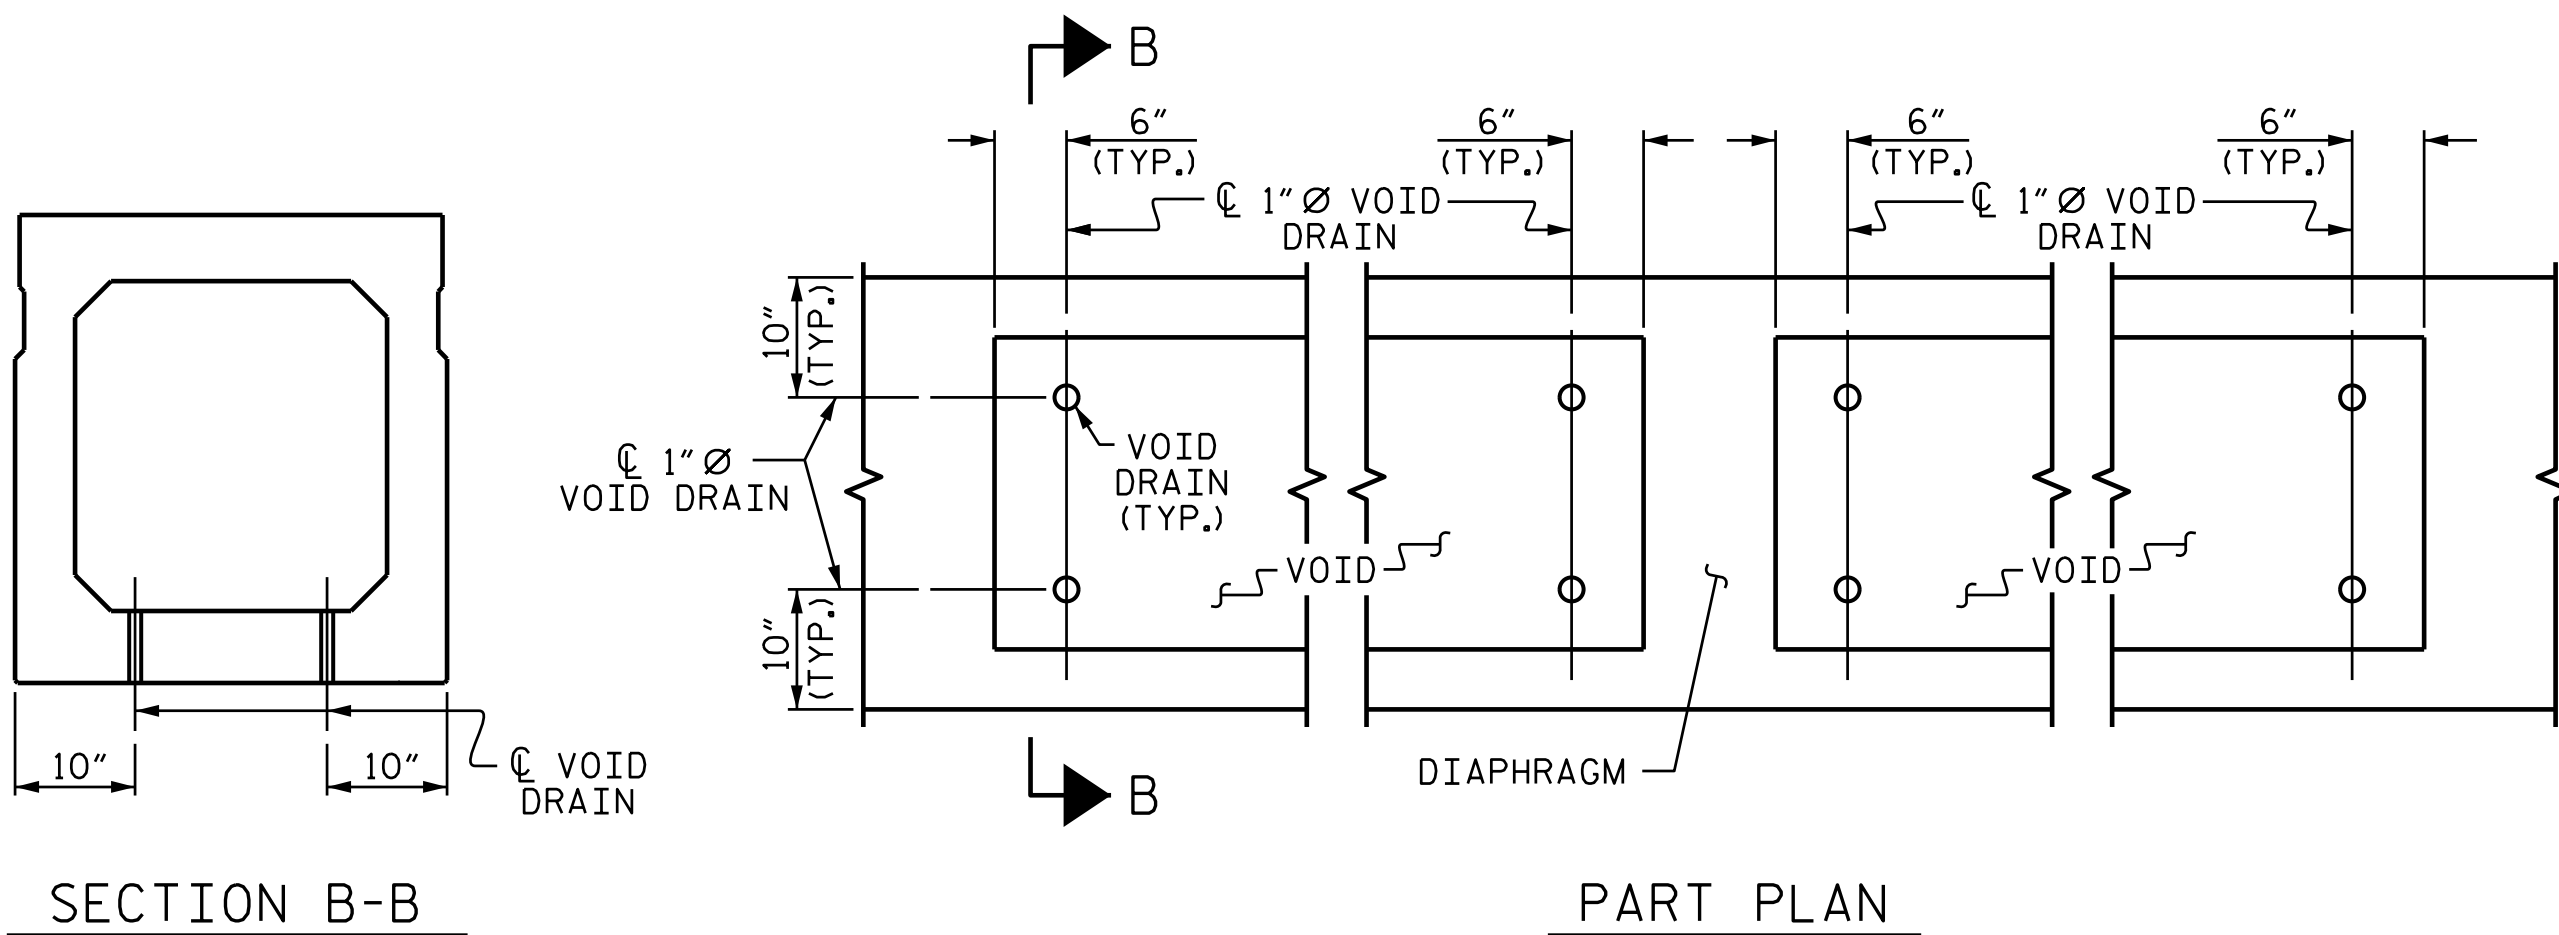 B
6" 6" 6" 6"
(TYP.) (TYP.) (TYP.) (TYP.)
℄ 1"Ø VOID
DRAIN
℄ 1"Ø VOID
DRAIN
10"
(TYP.)
℄ 1"Ø
VOID DRAIN
VOID
DRAIN
(TYP.)
VOID
VOID
10"
(TYP.)
DIAPHRAGM
B
10" 10"
℄ VOID
DRAIN
SECTION B-B
PART PLAN